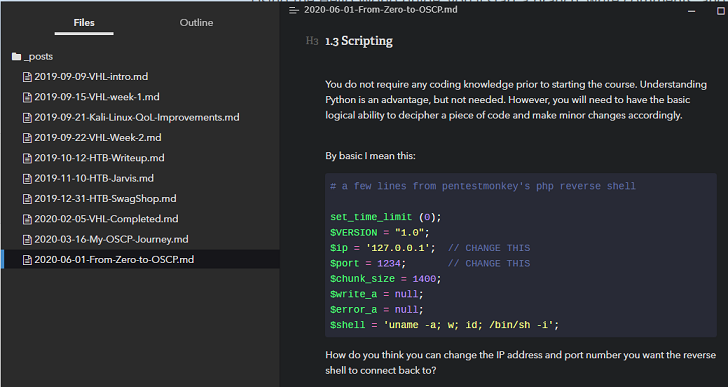 Files
Outline
_posts
2019-09-09-VHL-intro.md
2019-09-15-VHL-week-1.md
2019-09-21-Kali-Linux-QoL-Improvements.md
2019-09-22-VHL-Week-2.md
2019-10-12-HTB-Writeup.md
2019-11-10-HTB-Jarvis.md
2019-12-31-HTB-SwagShop.md
2020-02-05-VHL-Completed.md
2020-03-16-My-OSCP-Journey.md
2020-06-01-From-Zero-to-OSCP.md
2020-06-01-From-Zero-to-OSCP.md
H3 1.3 Scripting
You do not require any coding knowledge prior to starting the course. Understanding
Python is an advantage, but not needed. However, you will need to have the basic
logical ability to decipher a piece of code and make minor changes accordingly.
By basic I mean this:
# a few lines from pentestmonkey's php reverse shell
set_time_limit (0);
$VERSION = "1.0";
$ip = '127.0.0.1'; // CHANGE THIS
$port = 1234; // CHANGE THIS
$chunk_size = 1400;
$write_a = null;
$error_a = null;
$shell = 'uname -a; w; id; /bin/sh -i';
How do you think you can change the IP address and port number you want the reverse
shell to connect back to?